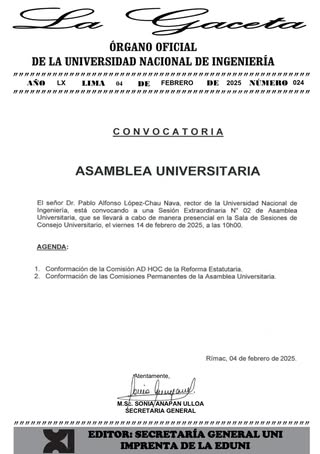 La Gaceta
ÓRGANO OFICIAL
DE LA UNIVERSIDAD NACIONAL DE INGENIERÍA
AÑO LX LIMA 04 DE FEBRERO DE 2025 NÚMERO 024
CONVOCATORIA
ASAMBLEA UNIVERSITARIA
El señor Dr. Pablo Alfonso López-Chau Nava, rector de la Universidad Nacional de
Ingeniería, está convocando a una Sesión Extraordinaria N° 02 de Asamblea
Universitaria, que se llevará a cabo de manera presencial en la Sala de Sesiones de
Consejo Universitario, el viernes 14 de febrero de 2025, a las 10h00.
AGENDA:
1. Conformación de la Comisión AD HOC de la Reforma Estatutaria.
2. Conformación de las Comisiones Permanentes de la Asamblea Universitaria.
Rímac, 04 de febrero de 2025.
Atentamente,
M.Sc. SONIA ANAPAN ULLOA
SECRETARIA GENERAL
EDITOR: SECRETARÍA GENERAL UNI
IMPRENTA DE LA EDUNI